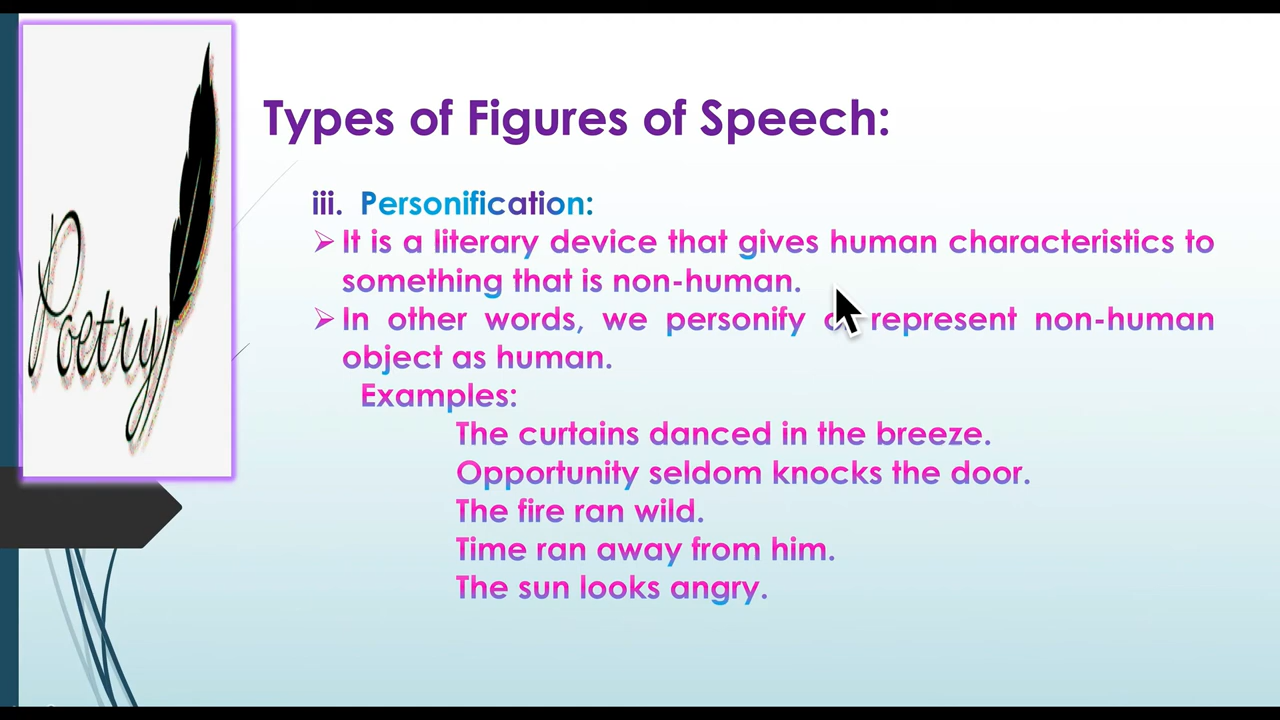 Poetry
Types of Figures of Speech:
iii. Personification:
It is a literary device that gives human characteristics to
something that is non-human.
In other words, we personify represent non-human
object as human.
Examples:
The curtains danced in the breeze.
Opportunity seldom knocks the door.
The fire ran wild.
Time ran away from him.
The sun looks angry.